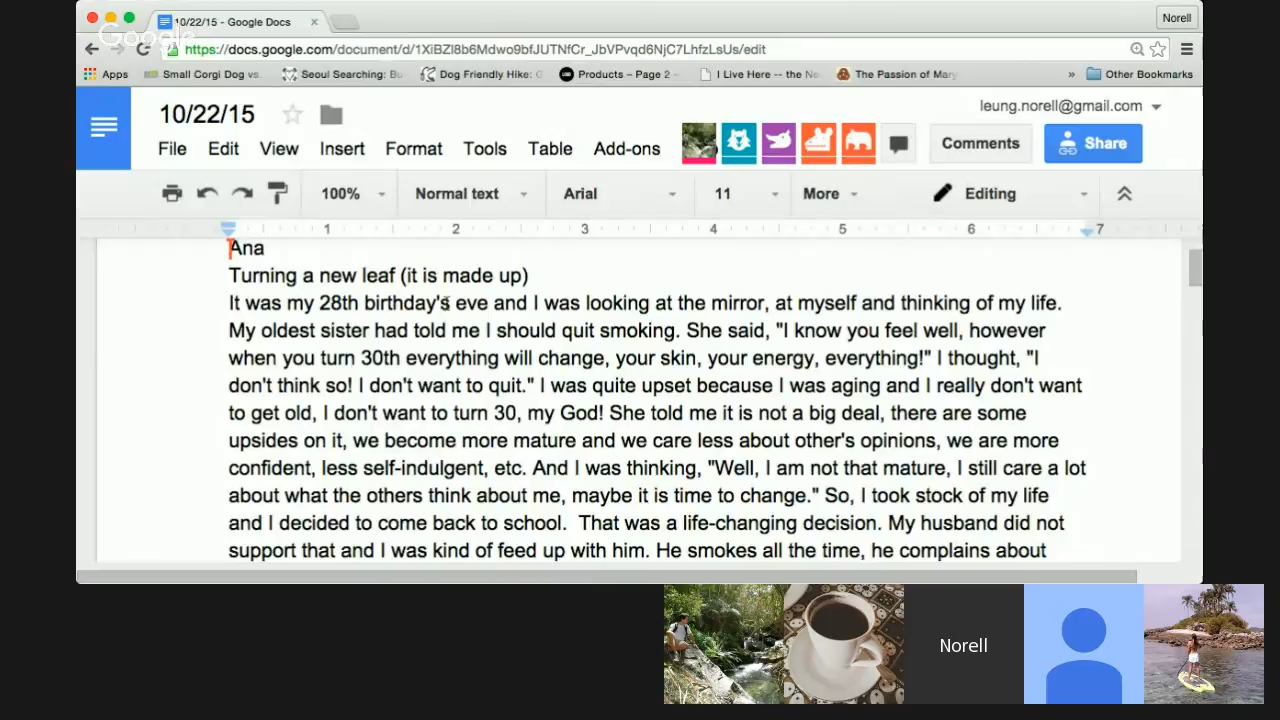 10/22/15 - Google Docs
Norell
Google
https://docs.google.com/document/d/1XiBZl8b6Mdwo9bfJUTNfCr_JbVPvqd6NjC7LhfzLsUs/edit
Apps Small Corgi Dog vs. Seoul Searching: Bu Dog Friendly Hike: G Products – Page 2 – I Live Here -- the No The Passion of Mary » Other Bookmarks
10/22/15
leung.norell@gmail.com
File Edit View Insert Format Tools Table Add-ons Comments Share
100% Normal text Arial 11 More Editing
1 2 3 4 5 6 7
Ana
Turning a new leaf (it is made up)
It was my 28th birthday's eve and I was looking at the mirror, at myself and thinking of my life.
My oldest sister had told me I should quit smoking. She said, "I know you feel well, however
when you turn 30th everything will change, your skin, your energy, everything!" I thought, "I
don't think so! I don't want to quit." I was quite upset because I was aging and I really don't want
to get old, I don't want to turn 30, my God! She told me it is not a big deal, there are some
upsides on it, we become more mature and we care less about other's opinions, we are more
confident, less self-indulgent, etc. And I was thinking, "Well, I am not that mature, I still care a lot
about what the others think about me, maybe it is time to change." So, I took stock of my life
and I decided to come back to school.  That was a life-changing decision. My husband did not
support that and I was kind of feed up with him. He smokes all the time, he complains about
Norell